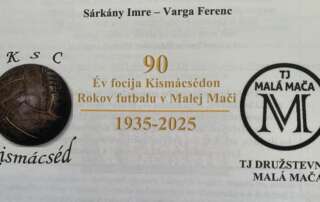 Sárkány Imre – Varga Ferenc
K S C
Kismácséd
90
Év focija Kismácsédon
Rokov futbalu v Malej Mači
1935-2025
TJ
MALÁ MAČA
M
TJ DRUŽSTEVN
MALÁ MAČA